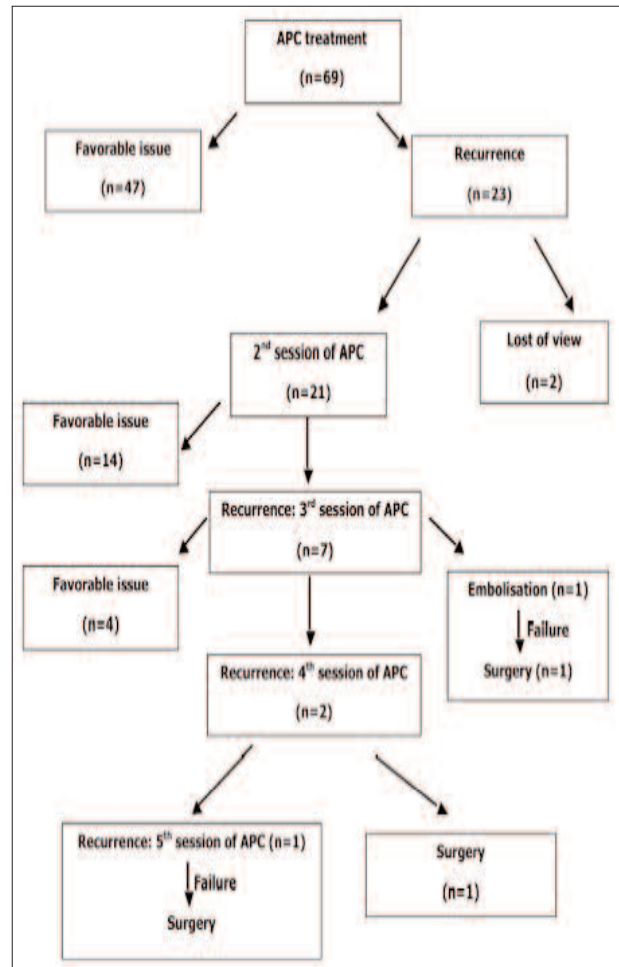 APC treatment
(n=69)
Favorable issue
(n=47)
Recurrence
(n=23)
2nd session of APC
(n=21)
Lost of view
(n=2)
Favorable issue
(n=14)
Recurrence: 3rd session of APC
(n=7)
Favorable issue
(n=4)
Embolisation (n=1)
Failure
Surgery (n=1)
Recurrence: 4th session of APC
(n=2)
Recurrence: 5th session of APC (n=1)
Failure
Surgery
Surgery
(n=1)